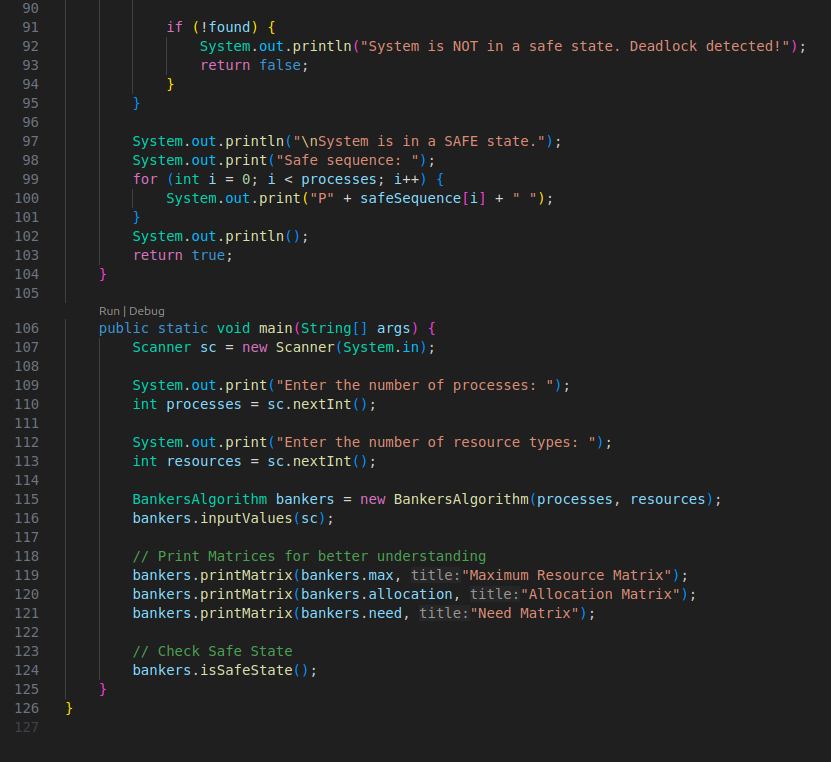 90
91 if (!found) {
92 System.out.println("System is NOT in a safe state. Deadlock detected!");
93 return false;
94 }
95 }
96
97 System.out.println("\nSystem is in a SAFE state.");
98 System.out.print("Safe sequence: ");
99 for (int i = 0; i < processes; i++) {
100 System.out.print("P" + safeSequence[i] + " ");
101 }
102 System.out.println();
103 return true;
104 }
105
Run | Debug
106 public static void main(String[] args) {
107 Scanner sc = new Scanner(System.in);
108
109 System.out.print("Enter the number of processes: ");
110 int processes = sc.nextInt();
111
112 System.out.print("Enter the number of resource types: ");
113 int resources = sc.nextInt();
114
115 BankersAlgorithm bankers = new BankersAlgorithm(processes, resources);
116 bankers.inputValues(sc);
117
118 // Print Matrices for better understanding
119 bankers.printMatrix(bankers.max, title:"Maximum Resource Matrix");
120 bankers.printMatrix(bankers.allocation, title:"Allocation Matrix");
121 bankers.printMatrix(bankers.need, title:"Need Matrix");
122
123 // Check Safe State
124 bankers.isSafeState();
125 }
126 }
127